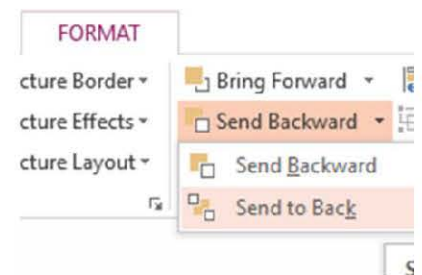 FORMAT
cture Border
Bring Forward
cture Effects
Send Backward
cture Layout
Send Backward
Send to Back
S